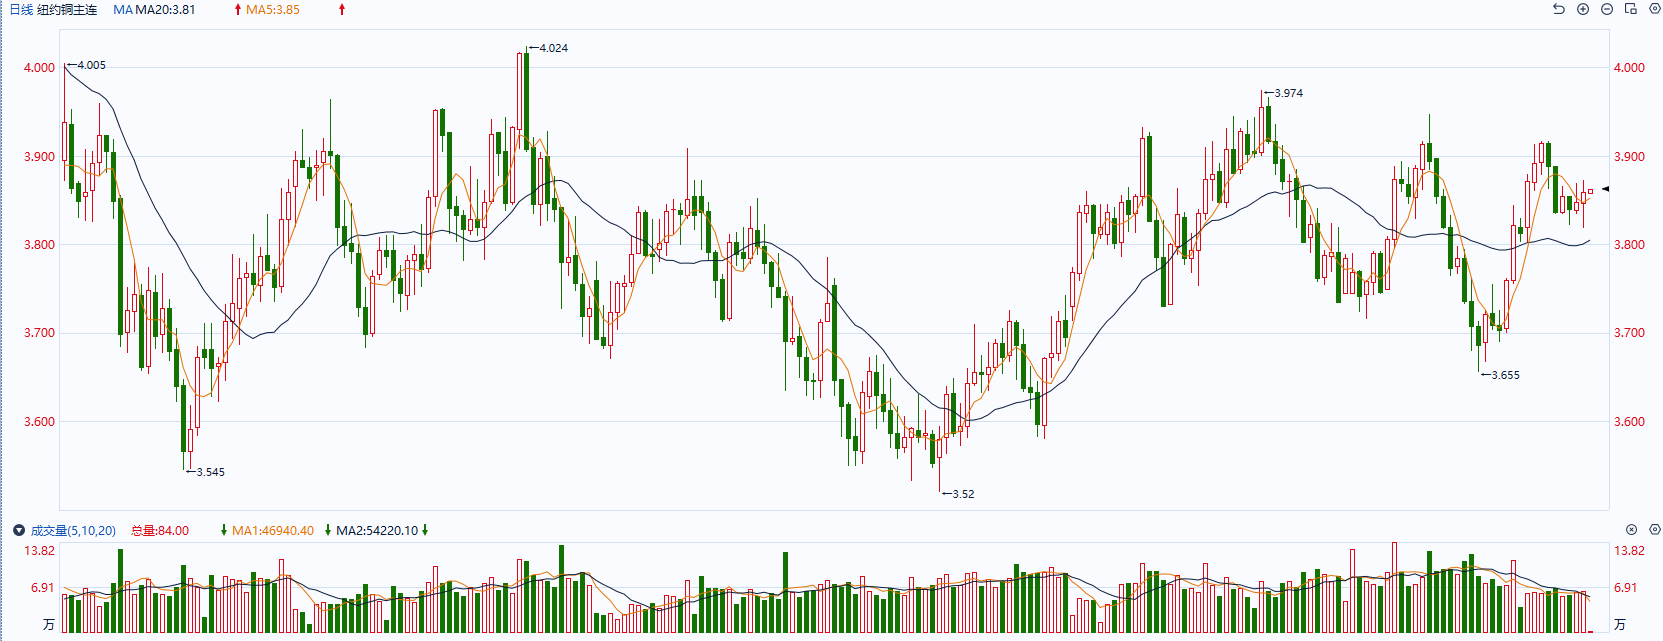 日线 纽约铜主连 MA MA20:3.81 ↑ MA5:3.85 ↑
←4.024
4.000 ←4.005 4.000
←3.974
3.900 3.900
3.800 3.800
3.700 3.700
←3.655
3.600 3.600
←3.545
←3.52
成交量(5,10,20) 总量:84.00 ↓ MA1:46940.40 ↓ MA2:54220.10 ↓
13.82 13.82
6.91 6.91
万 万